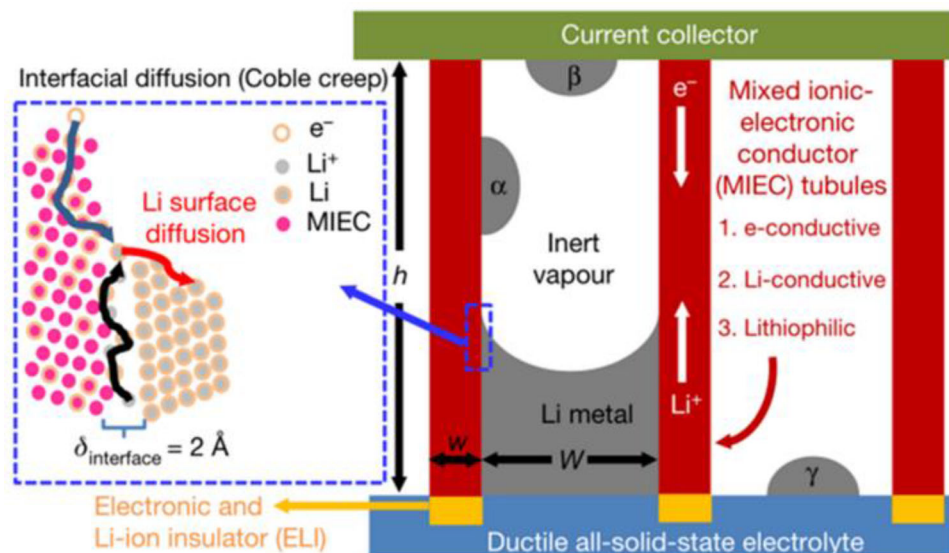 Current collector
Interfacial diffusion (Coble creep)
e⁻
Li⁺
Li
MIEC
Li surface
diffusion
δinterface = 2 Å
h
β
α
Inert
vapour
Li metal
w
W
e⁻
Li⁺
Mixed ionic-
electronic
conductor
(MIEC) tubules
1. e-conductive
2. Li-conductive
3. Lithiophilic
γ
Electronic and
Li-ion insulator (ELI)
Ductile all-solid-state electrolyte